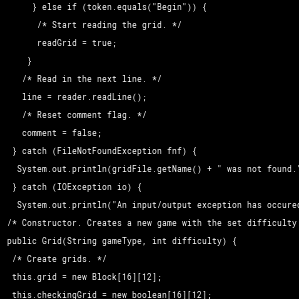 } else if (token.equals("Begin")) {
/* Start reading the grid. */
readGrid = true;
}
/* Read in the next line. */
line = reader.readLine();
/* Reset comment flag. */
comment = false;
} catch (FileNotFoundException fnf) {
System.out.println(gridFile.getName() + " was not found."
} catch (IOException io) {
System.out.println("An input/output exception has occured
/* Constructor. Creates a new game with the set difficulty
public Grid(String gameType, int difficulty) {
/* Create grids. */
this.grid = new Block[16][12];
this.checkingGrid = new boolean[16][12];